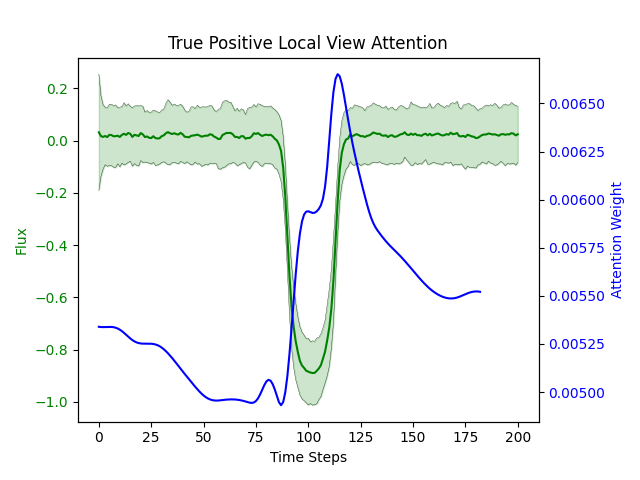 True Positive Local View Attention
0.2
0.0
−0.2
−0.4
−0.6
−0.8
−1.0
Flux
0.00650
0.00625
0.00600
0.00575
0.00550
0.00525
0.00500
Attention Weight
0 25 50 75 100 125 150 175 200
Time Steps